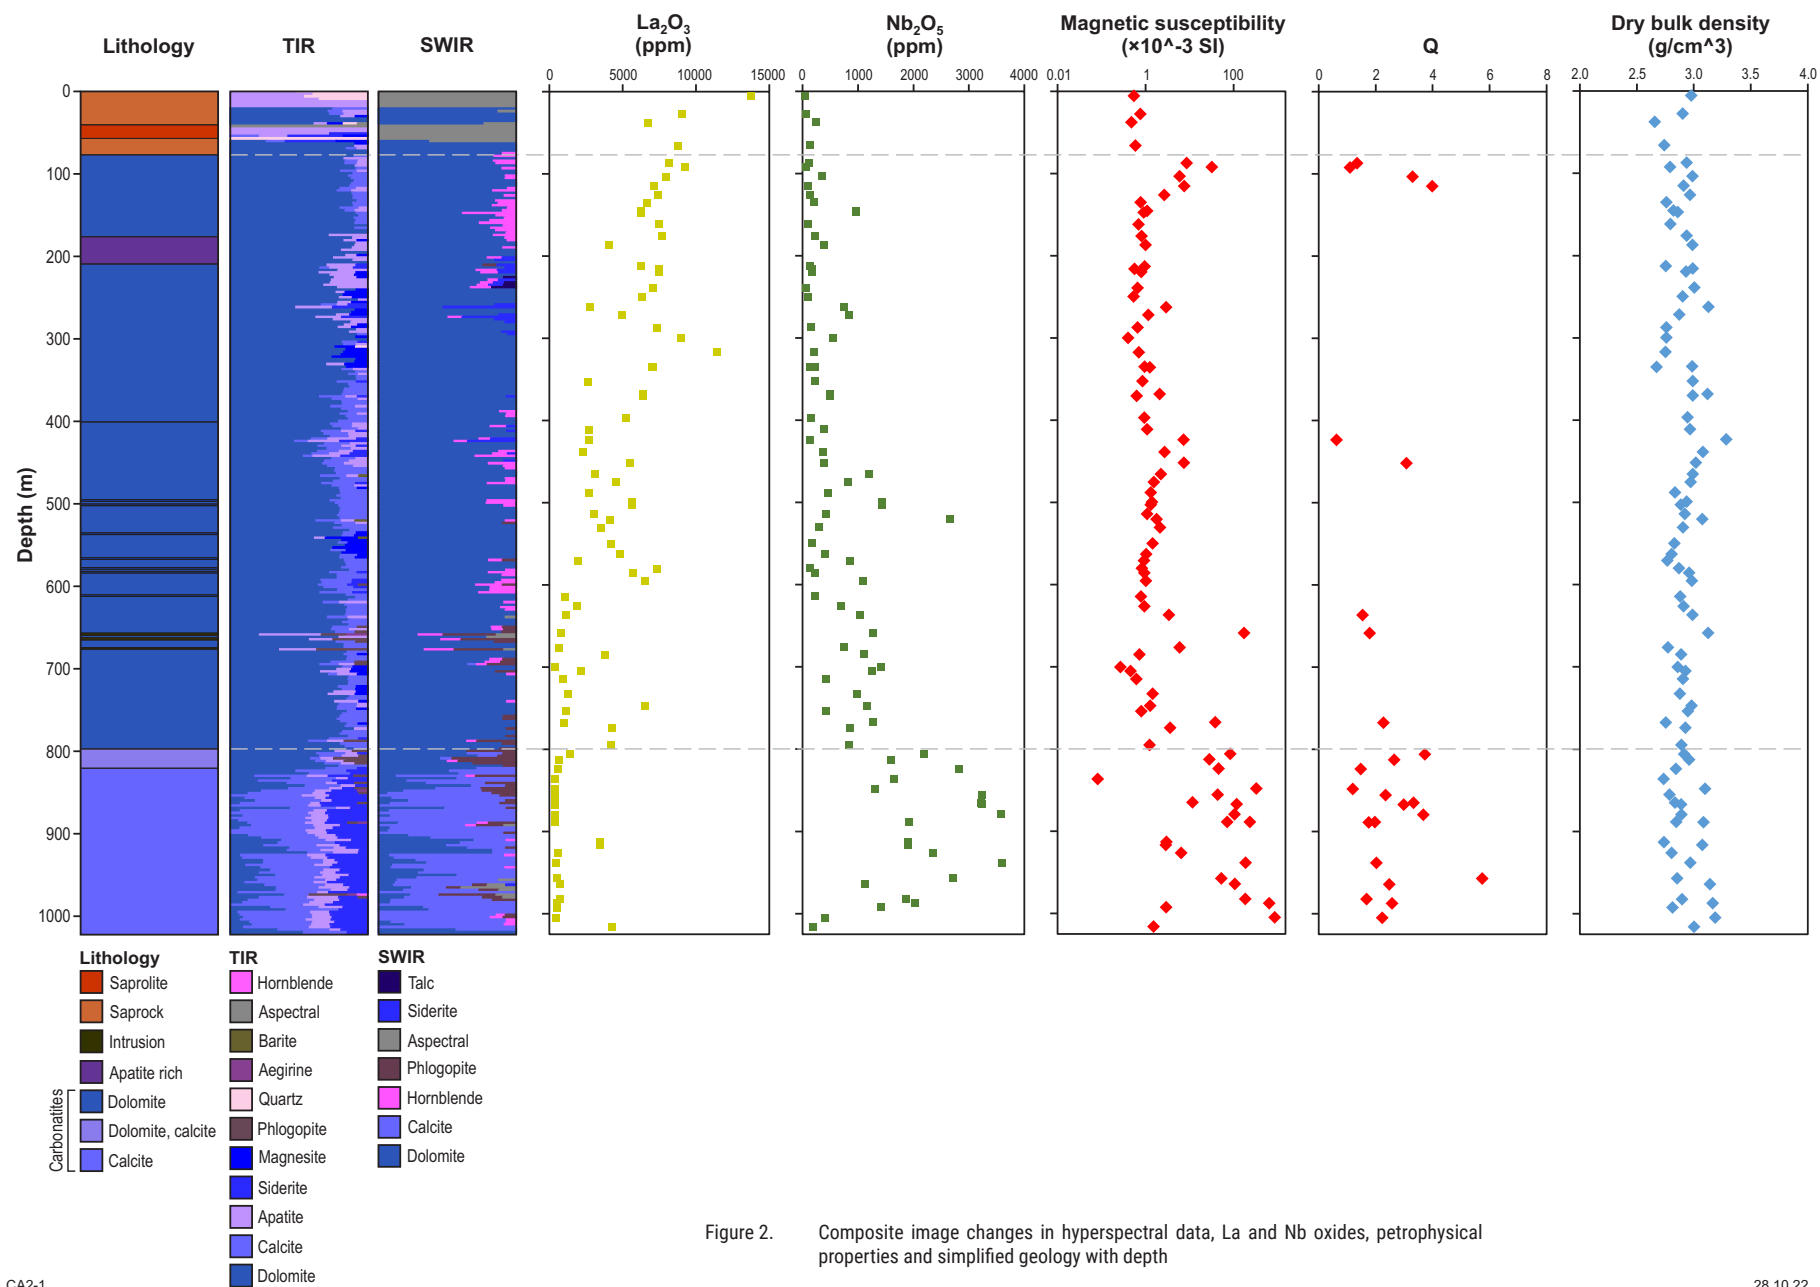 Lithology
TIR
SWIR
La₂O₃
(ppm)
Nb₂O₅
(ppm)
Magnetic susceptibility
(×10^-3 SI)
Q
Dry bulk density
(g/cm^3)
0 5000 10000 15000
0 1000 2000 3000 4000
0.01 1 100
0 2 4 6 8
2.0 2.5 3.0 3.5 4.0
Depth (m)
0
100
200
300
400
500
600
700
800
900
1000
Lithology
Saprolite
Saprock
Intrusion
Apatite rich
Carbonatites
Dolomite
Dolomite, calcite
Calcite
TIR
Hornblende
Aspectral
Barite
Aegirine
Quartz
Phlogopite
Magnesite
Siderite
Apatite
Calcite
Dolomite
SWIR
Talc
Siderite
Aspectral
Phlogopite
Hornblende
Calcite
Dolomite
Figure 2. Composite image changes in hyperspectral data, La and Nb oxides, petrophysical
properties and simplified geology with depth
CA2-1
28.10.22